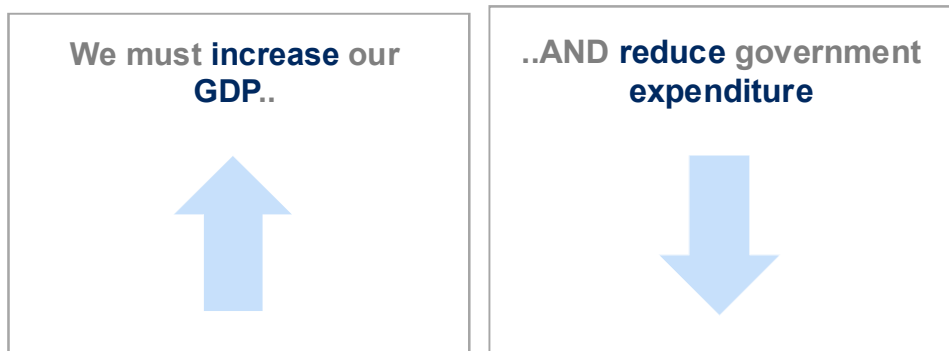 We must increase our
GDP..
..AND reduce government
expenditure